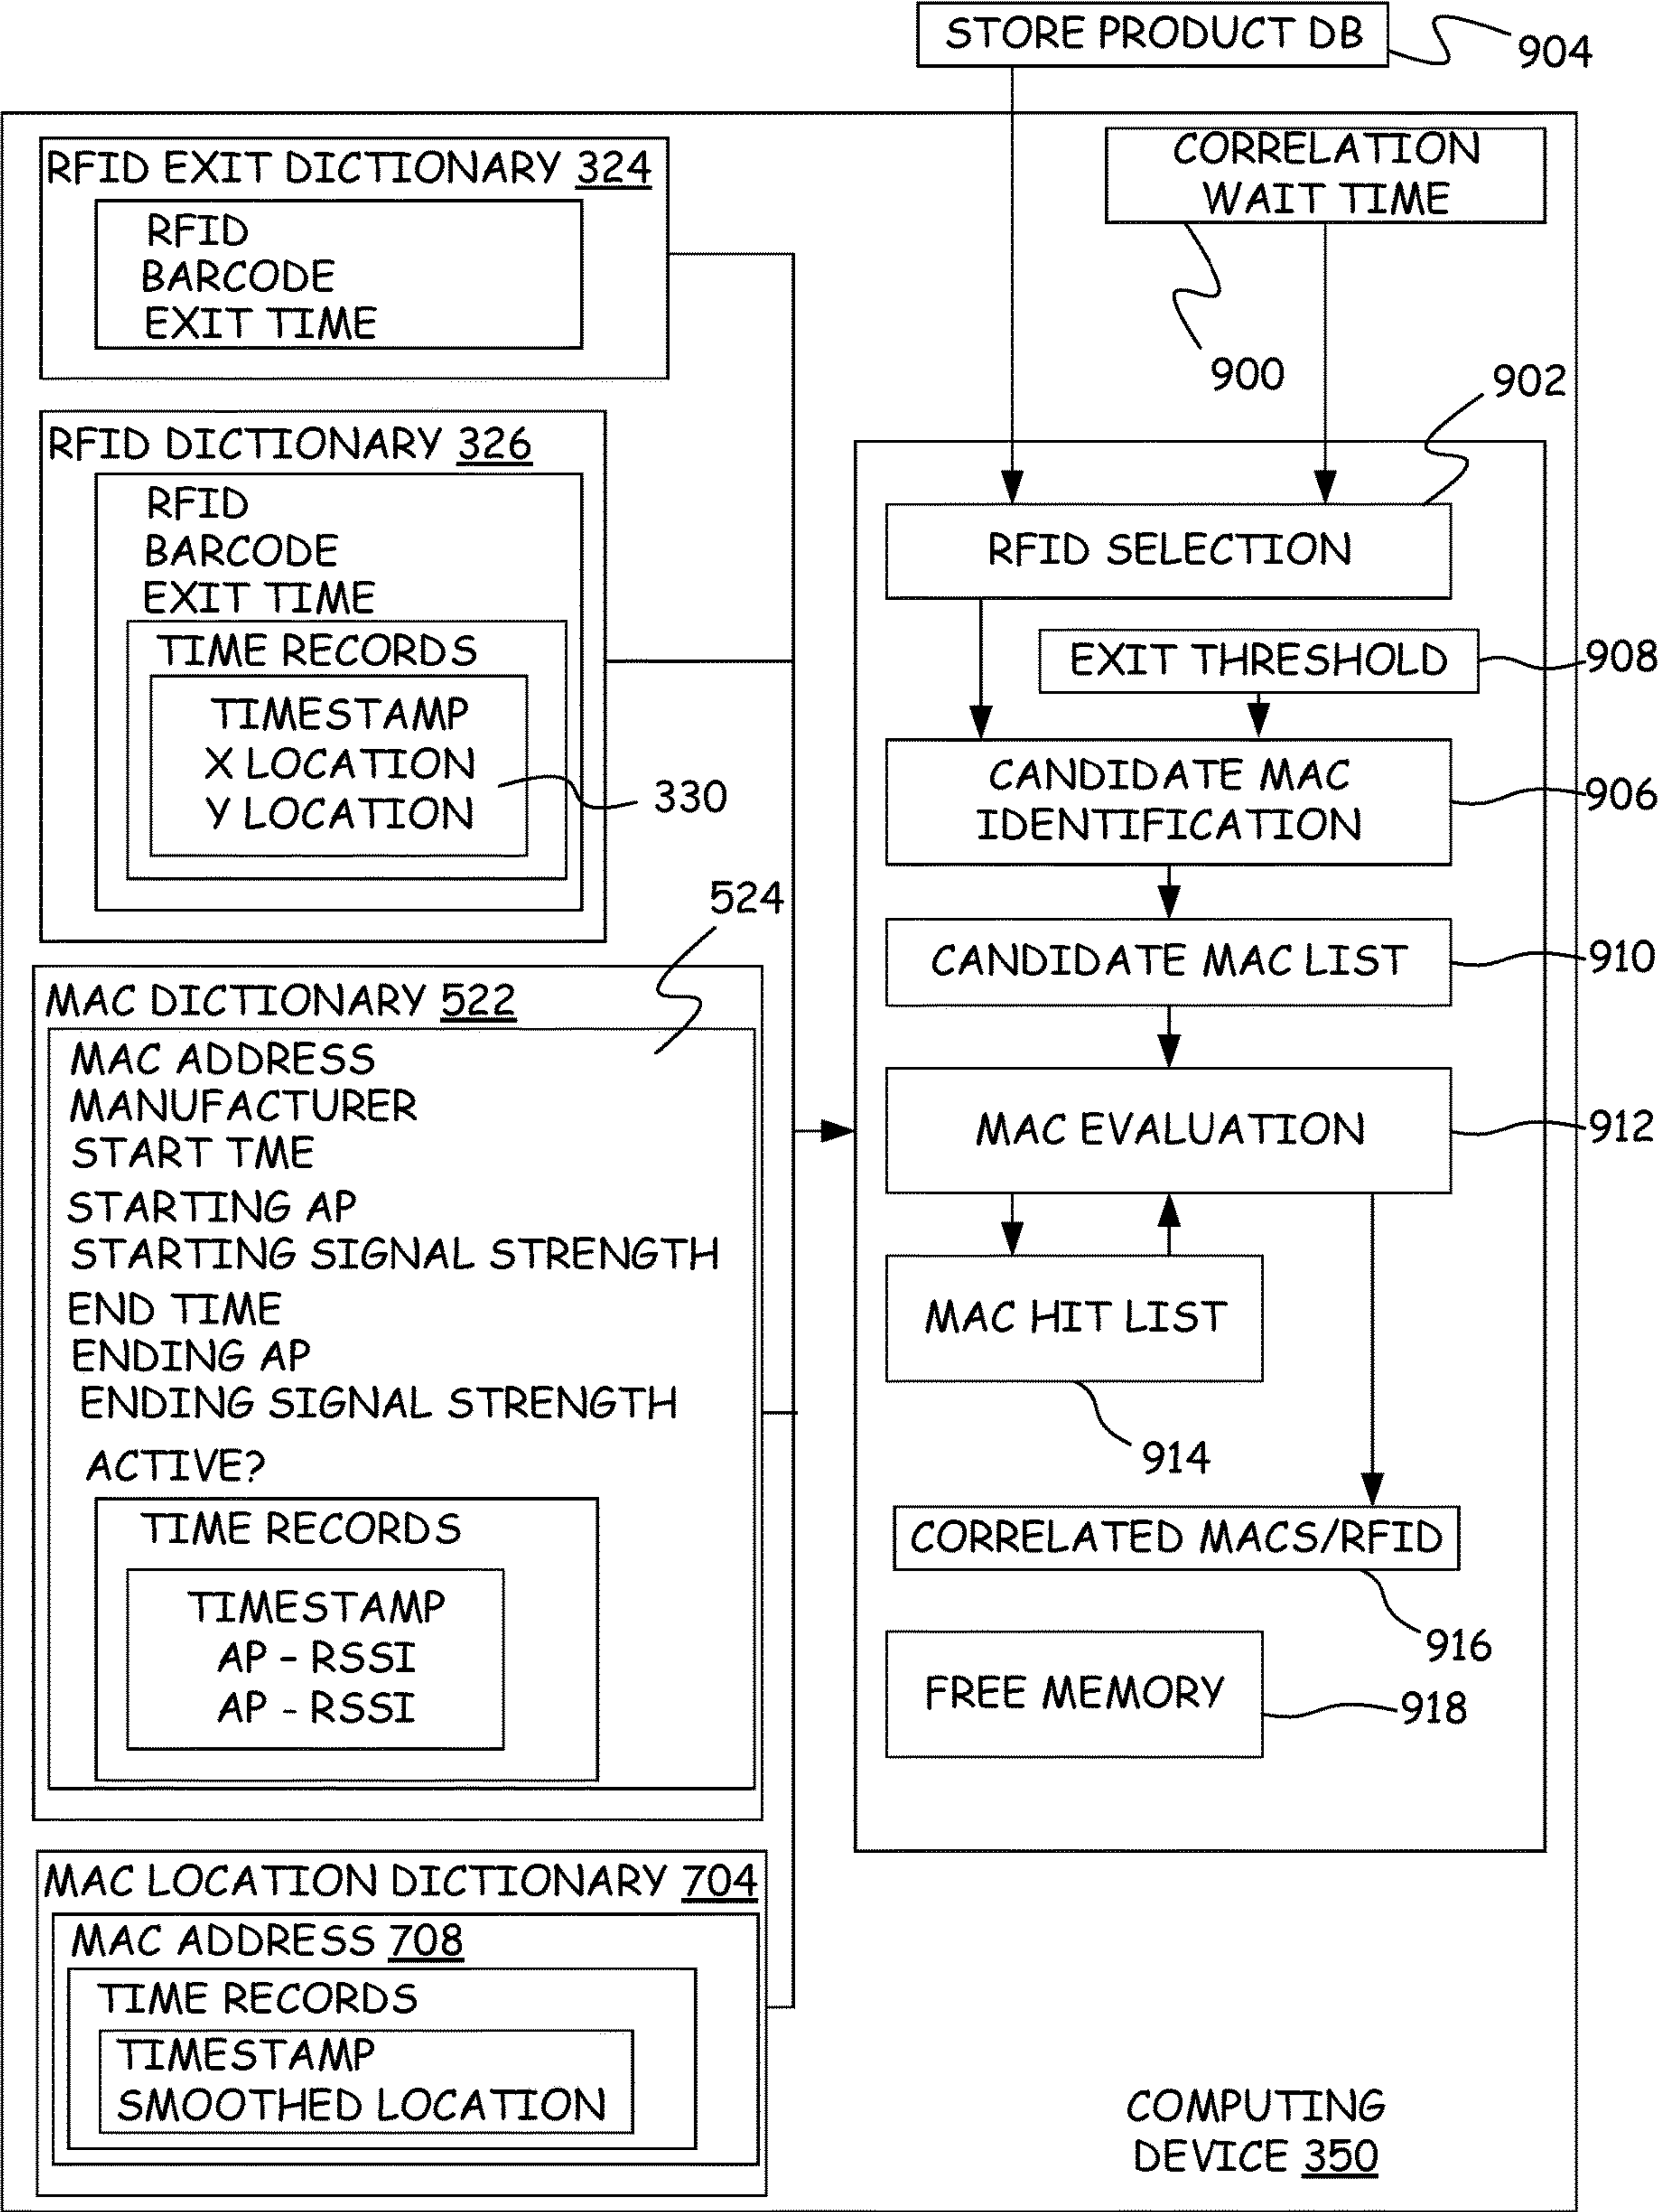 STORE PRODUCT DB
904
RFID EXIT DICTIONARY 324
RFID
BARCODE
EXIT TIME
CORRELATION
WAIT TIME
900
902
RFID DICTIONARY 326
RFID
BARCODE
EXIT TIME
TIME RECORDS
TIMESTAMP
X LOCATION
Y LOCATION
330
524
MAC DICTIONARY 522
MAC ADDRESS
MANUFACTURER
START TME
STARTING AP
STARTING SIGNAL STRENGTH
END TIME
ENDING AP
ENDING SIGNAL STRENGTH
ACTIVE?
TIME RECORDS
TIMESTAMP
AP - RSSI
AP - RSSI
MAC LOCATION DICTIONARY 704
MAC ADDRESS 708
TIME RECORDS
TIMESTAMP
SMOOTHED LOCATION
RFID SELECTION
EXIT THRESHOLD
908
CANDIDATE MAC
IDENTIFICATION
906
CANDIDATE MAC LIST
910
MAC EVALUATION
912
MAC HIT LIST
914
CORRELATED MACS/RFID
916
FREE MEMORY
918
COMPUTING
DEVICE 350